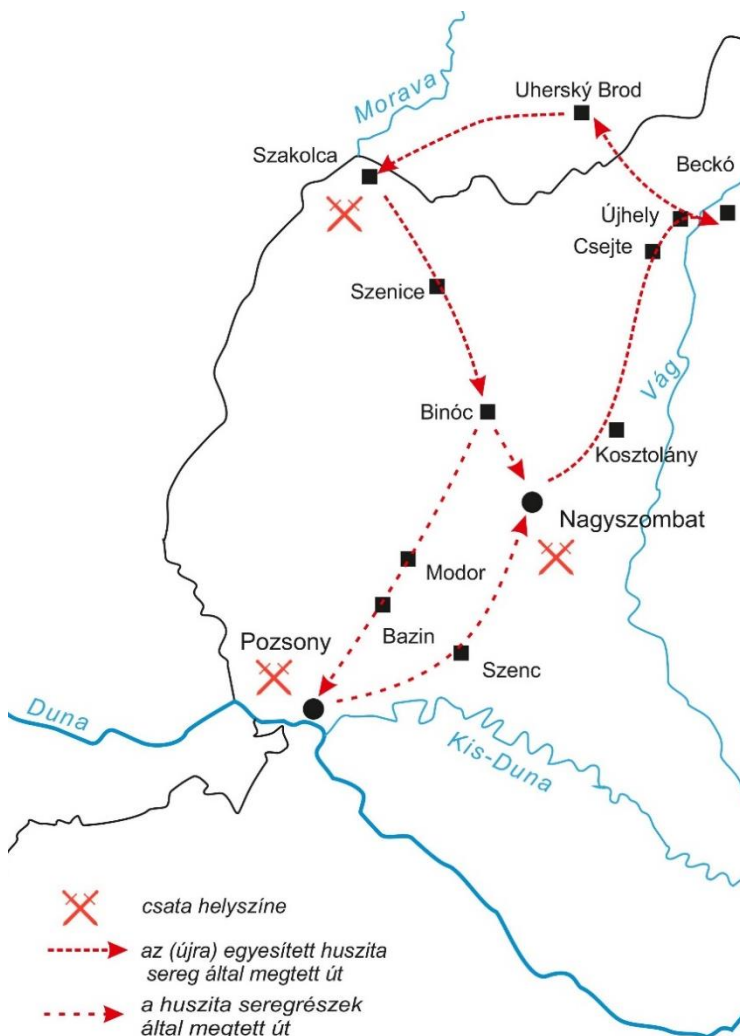 Uherský Brod
Morava
Szakolca
Beckó
Újhely
Csejte
Szenice
Vág
Binóc
Kosztolány
Nagyszombat
Modor
Bazin
Pozsony
Szenc
Duna
Kis-Duna
csata helyszíne
az (újra) egyesített huszita
sereg által megtett út
a huszita seregrészek
által megtett út